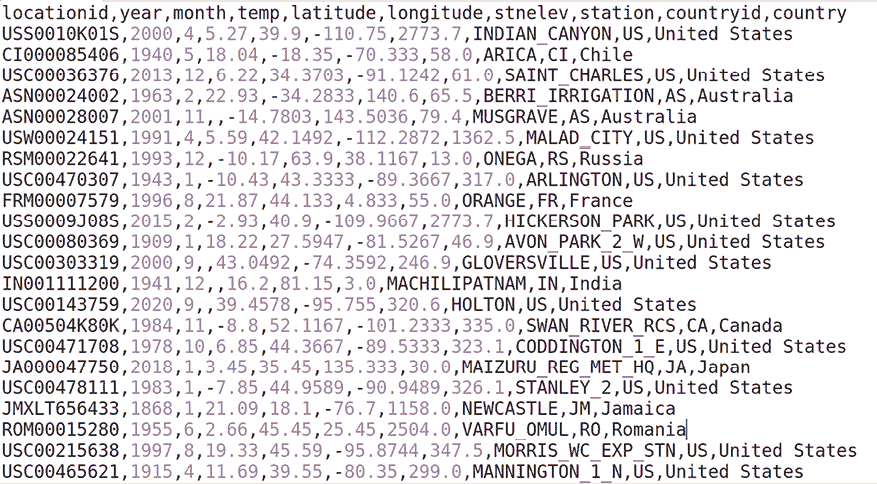 locationid,year,month,temp,latitude,longitude,stnelev,station,countryid,country
USS0010K01S,2000,4,5.27,39.9,-110.75,2773.7,INDIAN_CANYON,US,United States
CI000085406,1940,5,18.04,-18.35,-70.333,58.0,ARICA,CI,Chile
USC00036376,2013,12,6.22,34.3703,-91.1242,61.0,SAINT_CHARLES,US,United States
ASN00024002,1963,2,22.93,-34.2833,140.6,65.5,BERRI_IRRIGATION,AS,Australia
ASN00028007,2001,11,,-14.7803,143.5036,79.4,MUSGRAVE,AS,Australia
USW00024151,1991,4,5.59,42.1492,-112.2872,1362.5,MALAD_CITY,US,United States
RSM00022641,1993,12,-10.17,63.9,38.1167,13.0,ONEGA,RS,Russia
USC00470307,1943,1,-10.43,43.3333,-89.3667,317.0,ARLINGTON,US,United States
FRM00007579,1996,8,21.87,44.133,4.833,55.0,ORANGE,FR,France
USS0009J08S,2015,2,-2.93,40.9,-109.9667,2773.7,HICKERSON_PARK,US,United States
USC00080369,1909,1,18.22,27.5947,-81.5267,46.9,AVON_PARK_2_W,US,United States
USC00303319,2000,9,,43.0492,-74.3592,246.9,GLOVERSVILLE,US,United States
IN001111200,1941,12,,16.2,81.15,3.0,MACHILIPATNAM,IN,India
USC00143759,2020,9,,39.4578,-95.755,320.6,HOLTON,US,United States
CA00504K80K,1984,11,-8.8,52.1167,-101.2333,335.0,SWAN_RIVER_RCS,CA,Canada
USC00471708,1978,10,6.85,44.3667,-89.5333,323.1,CODDINGTON_1_E,US,United States
JA000047750,2018,1,3.45,35.45,135.333,30.0,MAIZURU_REG_MET_HQ,JA,Japan
USC00478111,1983,1,-7.85,44.9589,-90.9489,326.1,STANLEY_2,US,United States
JMXLT656433,1868,1,21.09,18.1,-76.7,1158.0,NEWCASTLE,JM,Jamaica
ROM00015280,1955,6,2.66,45.45,25.45,2504.0,VARFU_OMUL,RO,Romania
USC00215638,1997,8,19.33,45.59,-95.8744,347.5,MORRIS_WC_EXP_STN,US,United States
USC00465621,1915,4,11.69,39.55,-80.35,299.0,MANNINGTON_1_N,US,United States